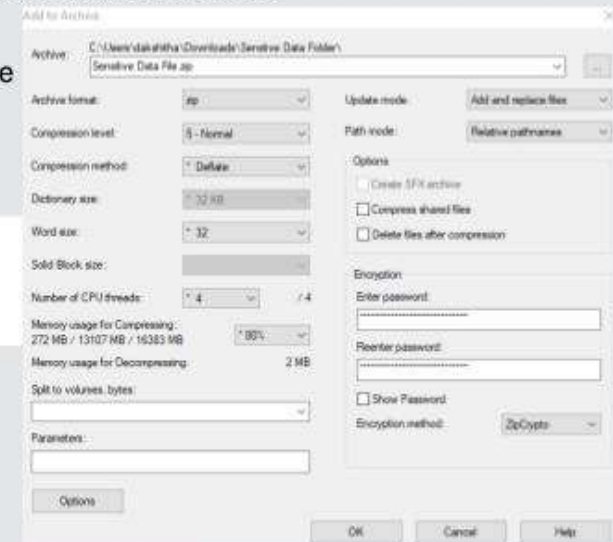 Add to Archive
e
Archive: C:\Users\dakshitha\Downloads\Sensitive Data Folder\
Sensitive Data File.zip
...
Archive format: zip
Update mode: Add and replace files
Compression level: 5 - Normal
Path mode: Relative pathnames
Compression method: * Deflate
Options
Create SFX archive
Dictionary size: * 32 KB
Compress shared files
Word size: * 32
Delete files after compression
Solid Block size:
Encryption
Number of CPU threads: * 4 / 4
Enter password:
Memory usage for Compressing:
272 MB / 13107 MB / 16383 MB * 80%
Reenter password:
Memory usage for Decompressing: 2 MB
Split to volumes, bytes:
Show Password
Encryption method: ZipCrypto
Parameters:
Options
OK Cancel Help